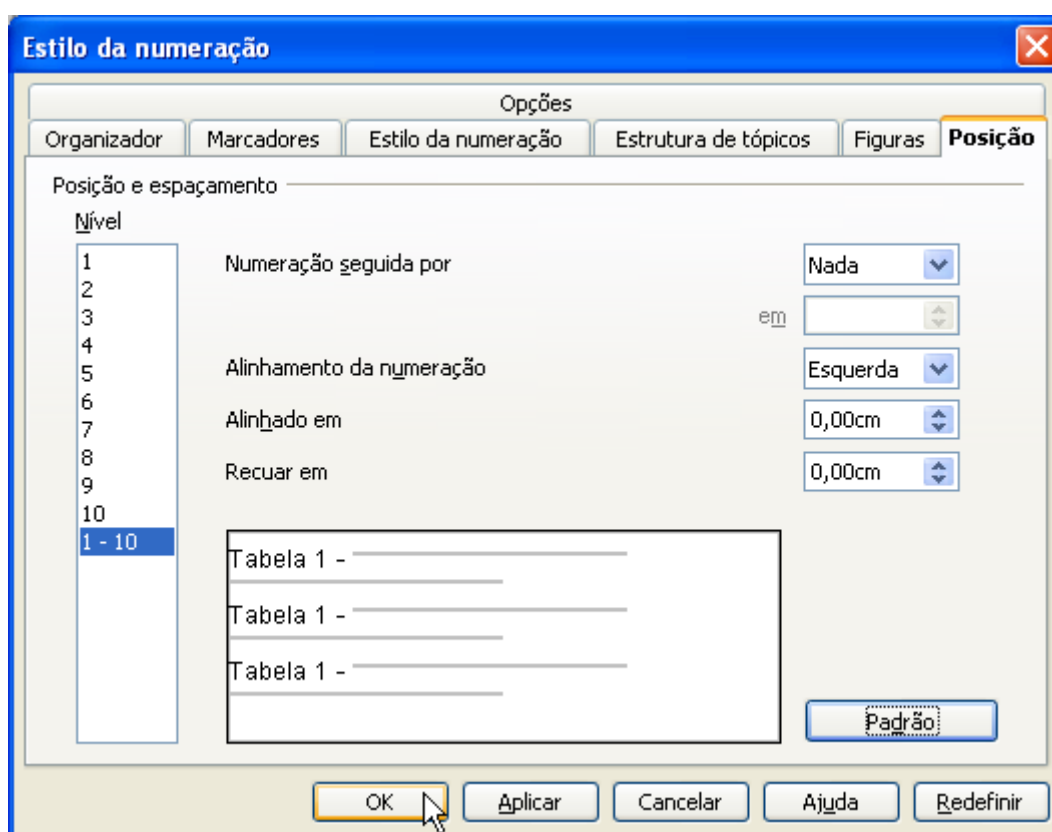 Estilo da numeração
Opções
Organizador Marcadores Estilo da numeração Estrutura de tópicos Figuras Posição
Posição e espaçamento
Nível
1
2
3
4
5
6
7
8
9
10
1 - 10
Numeração seguida por Nada
em
Alinhamento da numeração Esquerda
Alinhado em 0,00cm
Recuar em 0,00cm
Tabela 1 -
Tabela 1 -
Tabela 1 -
Padrão
OK Aplicar Cancelar Ajuda Redefinir